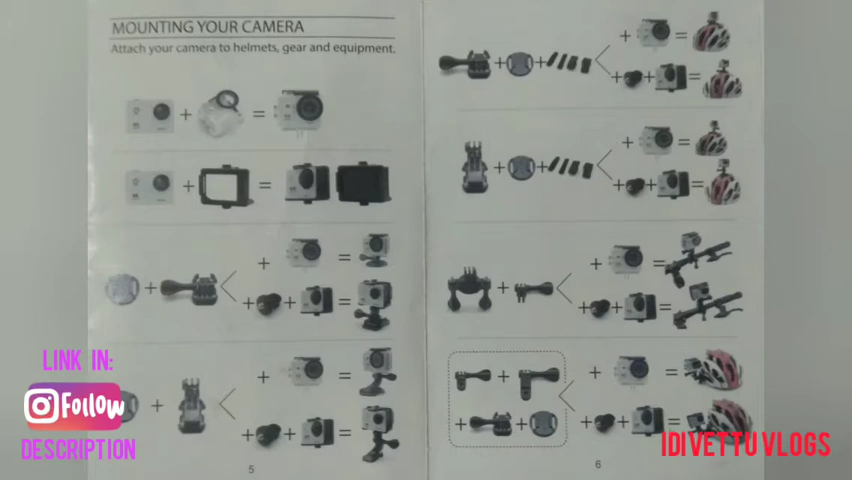 MOUNTING YOUR CAMERA
Attach your camera to helmets, gear and equipment.
5
6
LINK IN:
Follow
DESCRIPTION
IDIVETTU VLOGS